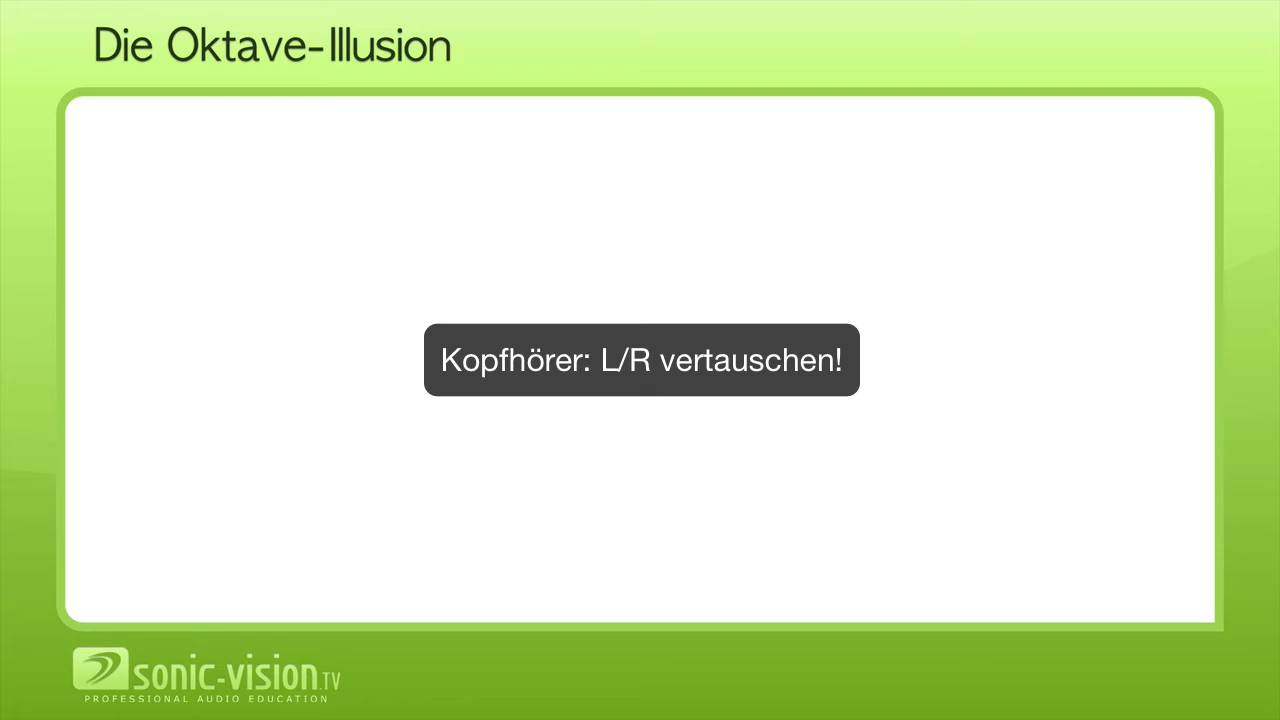 Die Oktave-Illusion
Kopfhörer: L/R vertauschen!
sonic-vision.TV
PROFESSIONAL AUDIO EDUCATION